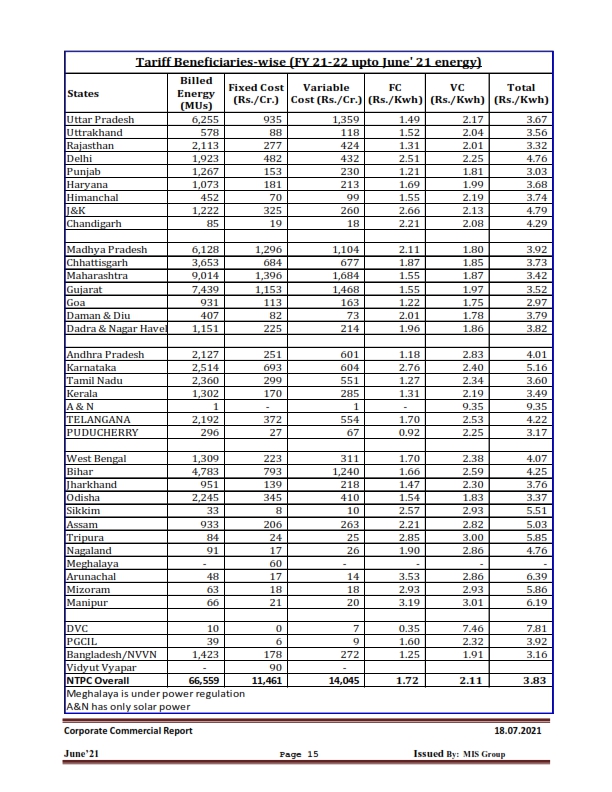 Tariff Beneficiaries-wise (FY 21-22 upto June' 21 energy)
States Billed Energy (MUs) Fixed Cost (Rs./Cr.) Variable Cost (Rs./Cr.) FC (Rs./Kwh) VC (Rs./Kwh) Total (Rs./Kwh)
Uttar Pradesh 6,255 935 1,359 1.49 2.17 3.67
Uttrakhand 578 88 118 1.52 2.04 3.56
Rajasthan 2,113 277 424 1.31 2.01 3.32
Delhi 1,923 482 432 2.51 2.25 4.76
Punjab 1,267 153 230 1.21 1.81 3.03
Haryana 1,073 181 213 1.69 1.99 3.68
Himanchal 452 70 99 1.55 2.19 3.74
J&K 1,222 325 260 2.66 2.13 4.79
Chandigarh 85 19 18 2.21 2.08 4.29
Madhya Pradesh 6,128 1,296 1,104 2.11 1.80 3.92
Chhattisgarh 3,653 684 677 1.87 1.85 3.73
Maharashtra 9,014 1,396 1,684 1.55 1.87 3.42
Gujarat 7,439 1,153 1,468 1.55 1.97 3.52
Goa 931 113 163 1.22 1.75 2.97
Daman & Diu 407 82 73 2.01 1.78 3.79
Dadra & Nagar Havel 1,151 225 214 1.96 1.86 3.82
Andhra Pradesh 2,127 251 601 1.18 2.83 4.01
Karnataka 2,514 693 604 2.76 2.40 5.16
Tamil Nadu 2,360 299 551 1.27 2.34 3.60
Kerala 1,302 170 285 1.31 2.19 3.49
A & N 1 - 1 - 9.35 9.35
TELANGANA 2,192 372 554 1.70 2.53 4.22
PUDUCHERRY 296 27 67 0.92 2.25 3.17
West Bengal 1,309 223 311 1.70 2.38 4.07
Bihar 4,783 793 1,240 1.66 2.59 4.25
Jharkhand 951 139 218 1.47 2.30 3.76
Odisha 2,245 345 410 1.54 1.83 3.37
Sikkim 33 8 10 2.57 2.93 5.51
Assam 933 206 263 2.21 2.82 5.03
Tripura 84 24 25 2.85 3.00 5.85
Nagaland 91 17 26 1.90 2.86 4.76
Meghalaya - 60 - - - -
Arunachal 48 17 14 3.53 2.86 6.39
Mizoram 63 18 18 2.93 2.93 5.86
Manipur 66 21 20 3.19 3.01 6.19
DVC 10 0 7 0.35 7.46 7.81
PGCIL 39 6 9 1.60 2.32 3.92
Bangladesh/NVVN 1,423 178 272 1.25 1.91 3.16
Vidyut Vyapar - 90 -
NTPC Overall 66,559 11,461 14,045 1.72 2.11 3.83
Meghalaya is under power regulation
A&N has only solar power
Corporate Commercial Report 18.07.2021
June'21 Page 15 Issued By: MIS Group